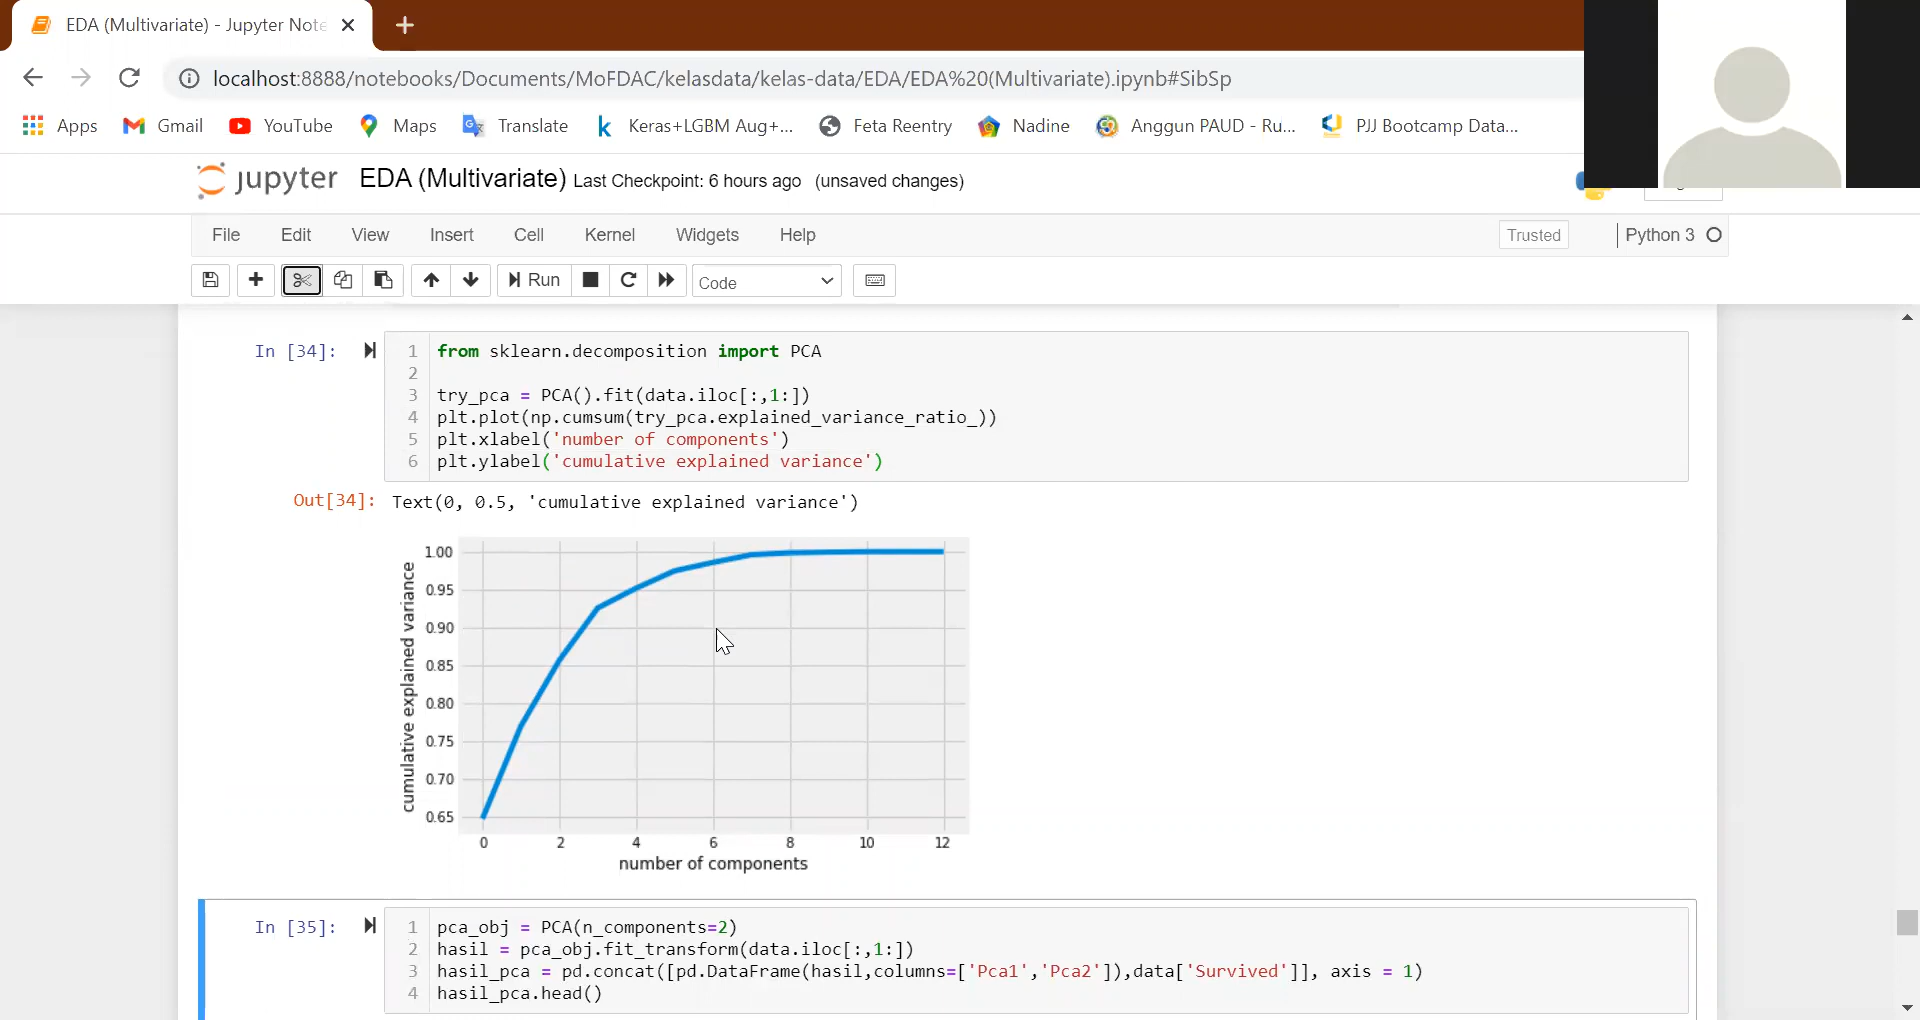 EDA (Multivariate) - Jupyter Note
localhost:8888/notebooks/Documents/MoFDAC/kelasdata/kelas-data/EDA/EDA%20(Multivariate).ipynb#SibSp
Apps Gmail YouTube Maps Translate Keras+LGBM Aug+... Feta Reentry Nadine Anggun PAUD - Ru... PJJ Bootcamp Data...
jupyter EDA (Multivariate) Last Checkpoint: 6 hours ago (unsaved changes)
File Edit View Insert Cell Kernel Widgets Help Trusted Python 3
Run Code
In [34]:
1 from sklearn.decomposition import PCA
2
3 try_pca = PCA().fit(data.iloc[:,1:])
4 plt.plot(np.cumsum(try_pca.explained_variance_ratio_))
5 plt.xlabel('number of components')
6 plt.ylabel('cumulative explained variance')
Out[34]: Text(0, 0.5, 'cumulative explained variance')
cumulative explained variance
1.00
0.95
0.90
0.85
0.80
0.75
0.70
0.65
0 2 4 6 8 10 12
number of components
In [35]:
1 pca_obj = PCA(n_components=2)
2 hasil = pca_obj.fit_transform(data.iloc[:,1:])
3 hasil_pca = pd.concat([pd.DataFrame(hasil,columns=['Pca1','Pca2']),data['Survived']], axis = 1)
4 hasil_pca.head()